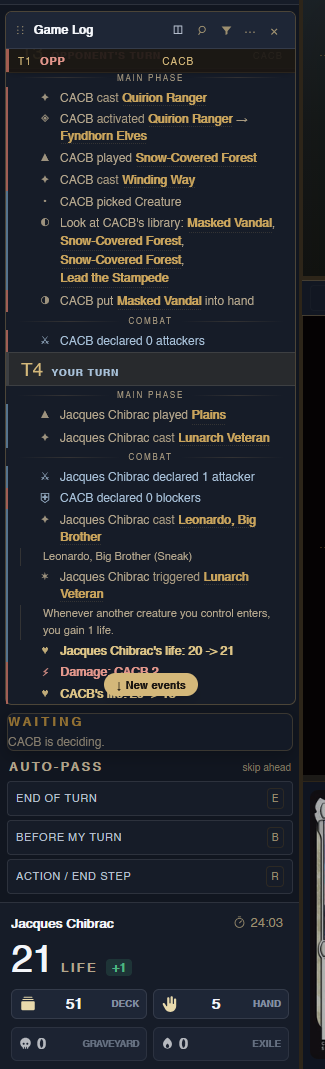 Game Log
T1 OPP CACB
MAIN PHASE
CACB cast Quirion Ranger
CACB activated Quirion Ranger →
Fyndhorn Elves
CACB played Snow-Covered Forest
CACB cast Winding Way
CACB picked Creature
Look at CACB's library: Masked Vandal,
Snow-Covered Forest,
Snow-Covered Forest,
Lead the Stampede
CACB put Masked Vandal into hand
COMBAT
CACB declared 0 attackers
T4 YOUR TURN
MAIN PHASE
Jacques Chibrac played Plains
Jacques Chibrac cast Lunarch Veteran
COMBAT
Jacques Chibrac declared 1 attacker
CACB declared 0 blockers
Jacques Chibrac cast Leonardo, Big
Brother
Leonardo, Big Brother (Sneak)
Jacques Chibrac triggered Lunarch
Veteran
Whenever another creature you control enters,
you gain 1 life.
Jacques Chibrac's life: 20 -> 21
Damage: CACB 2
↓ New events
CACB's life: 20 ->
WAITING
CACB is deciding.
AUTO-PASS skip ahead
END OF TURN E
BEFORE MY TURN B
ACTION / END STEP R
Jacques Chibrac 24:03
21 LIFE +1
51 DECK 5 HAND
0 GRAVEYARD 0 EXILE